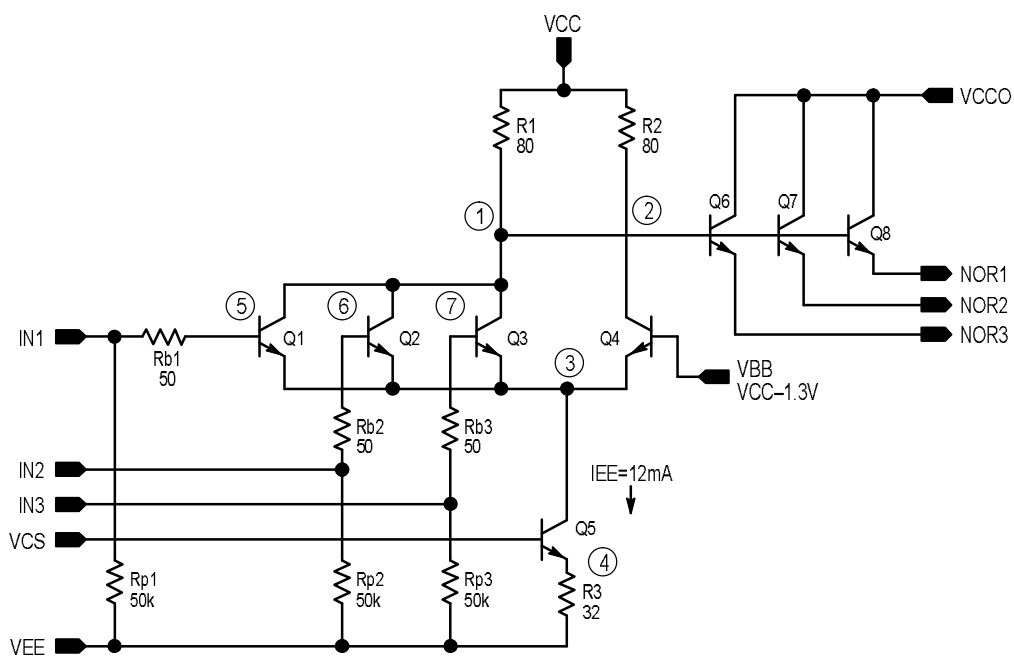 VCC
R1
80
R2
80
VCCO
Q6
Q7
Q8
1
2
NOR1
NOR2
NOR3
5
6
7
Q1
Q2
Q3
Q4
IN1
Rb1
50
3
VBB
VCC–1.3V
Rb2
50
Rb3
50
IN2
IN3
IEE=12mA
VCS
Q5
4
Rp1
50k
Rp2
50k
Rp3
50k
R3
32
VEE